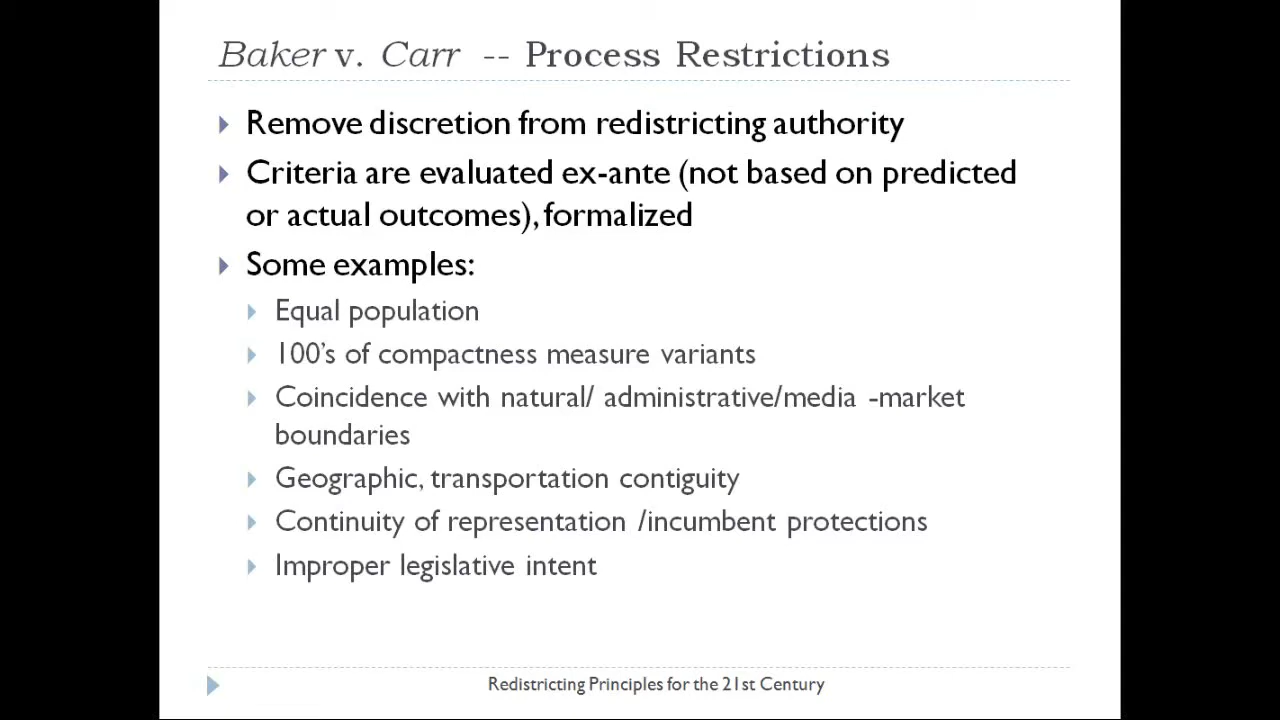 Baker v. Carr -- Process Restrictions
Remove discretion from redistricting authority
Criteria are evaluated ex-ante (not based on predicted
or actual outcomes), formalized
Some examples:
Equal population
100's of compactness measure variants
Coincidence with natural/ administrative/media -market
boundaries
Geographic, transportation contiguity
Continuity of representation /incumbent protections
Improper legislative intent
Redistricting Principles for the 21st Century